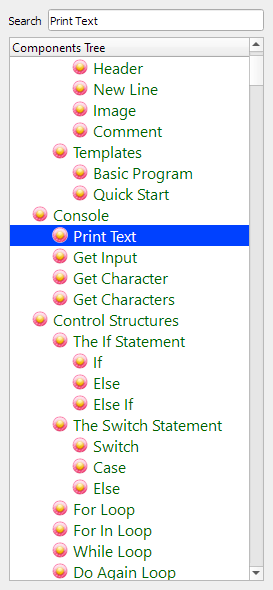 Search Print Text
Components Tree
Header
New Line
Image
Comment
Templates
Basic Program
Quick Start
Console
Print Text
Get Input
Get Character
Get Characters
Control Structures
The If Statement
If
Else
Else If
The Switch Statement
Switch
Case
Else
For Loop
For In Loop
While Loop
Do Again Loop